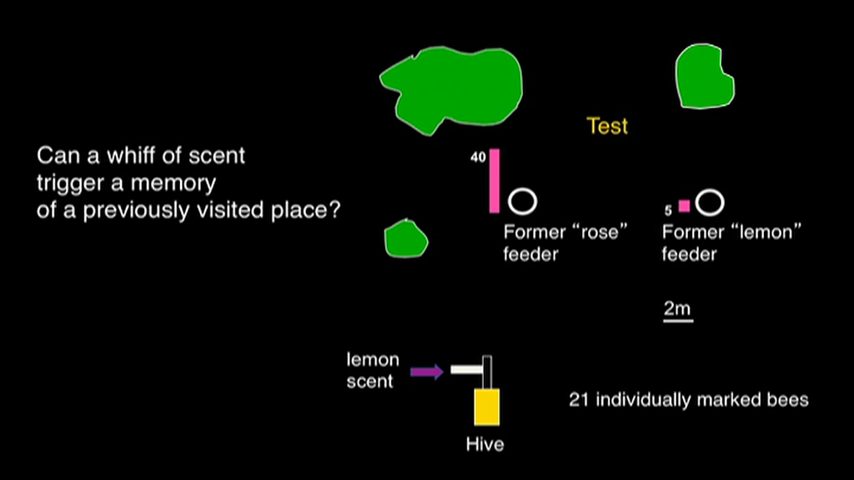 Can a whiff of scent
trigger a memory
of a previously visited place?
Test
40
5
Former “rose”
feeder
Former “lemon”
feeder
2m
lemon
scent
21 individually marked bees
Hive